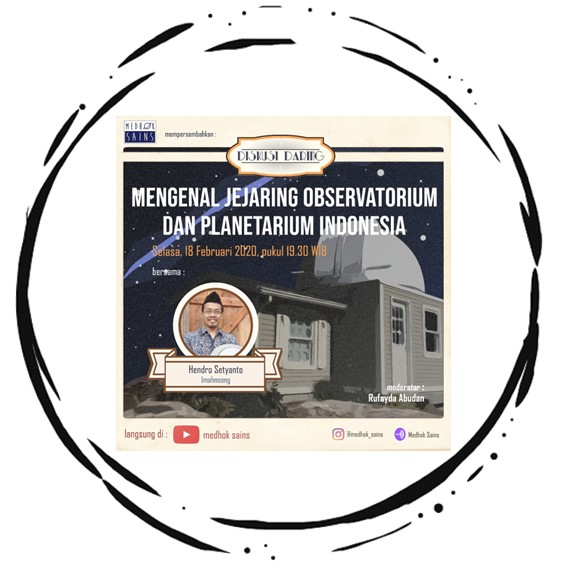 MEDHOK
SAINS
mempersembahkan :
DISKUSI DARING
MENGENAL JEJARING OBSERVATORIUM
DAN PLANETARIUM INDONESIA
Selasa, 18 Februari 2020, pukul 19.30 WIB
bersama :
Hendro Setyanto
Imahnoong
moderator :
Rufayda Abudan
langsung di :
medhok sains
@medhok_sains
Medhok Sains